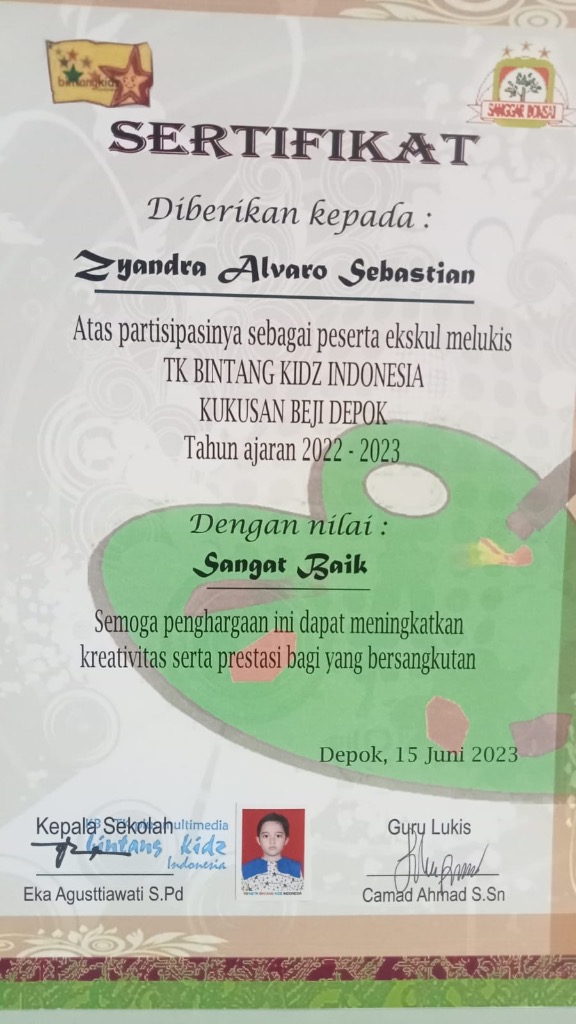 bintangkidz
SANGGAR BONSAI
SERTIFIKAT
Diberikan kepada :
Zyandra Alvaro Sebastian
Atas partisipasinya sebagai peserta ekskul melukis
TK BINTANG KIDZ INDONESIA
KUKUSAN BEJI DEPOK
Tahun ajaran 2022 - 2023
Dengan nilai :
Sangat Baik
Semoga penghargaan ini dapat meningkatkan
kreativitas serta prestasi bagi yang bersangkutan
Depok, 15 Juni 2023
Kepala Sekolah
bintang kidz
Indonesia
Eka Agusttiawati S.Pd
Guru Lukis
Camad Ahmad S.Sn